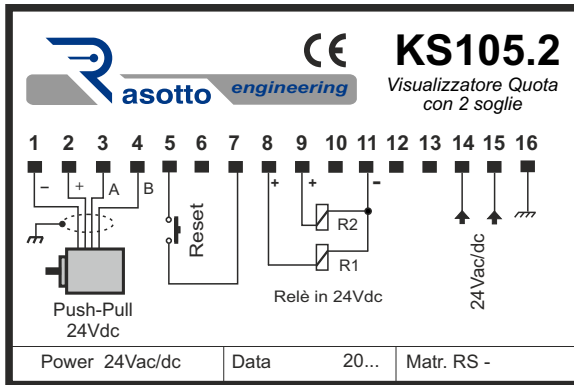 Rasotto
engineering
CE
KS105.2
Visualizzatore Quota
con 2 soglie
1 2 3 4 5 6 7 8 9 10 11 12 13 14 15 16
− + A B + + -
Reset
R2
R1
24Vac/dc
Relè in 24Vdc
Push-Pull
24Vdc
Power 24Vac/dc Data 20... Matr. RS -